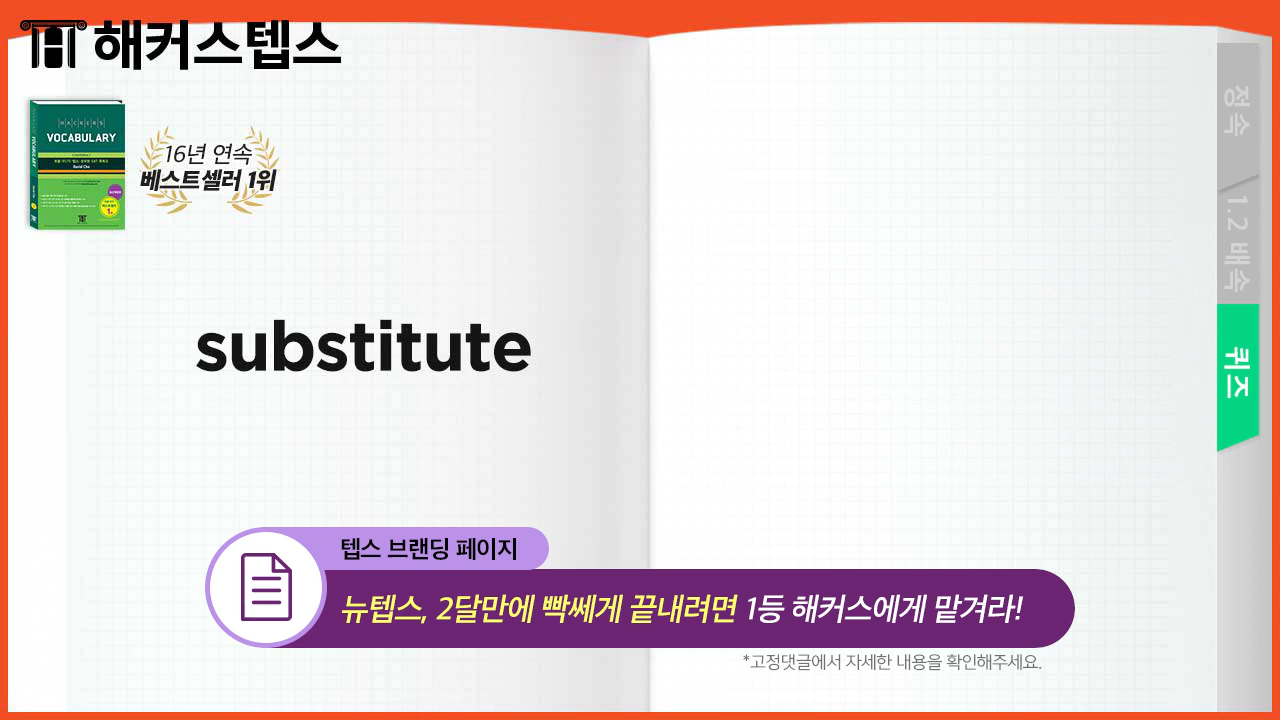 해커스텝스
HACKERS
VOCABULARY
16년 연속
베스트셀러 1위
정속
1.2 배속
퀴즈
substitute
텝스 브랜딩 페이지
뉴텝스, 2달만에 빡쎄게 끝내려면 1등 해커스에게 맡겨라!
*고정댓글에서 자세한 내용을 확인해주세요.